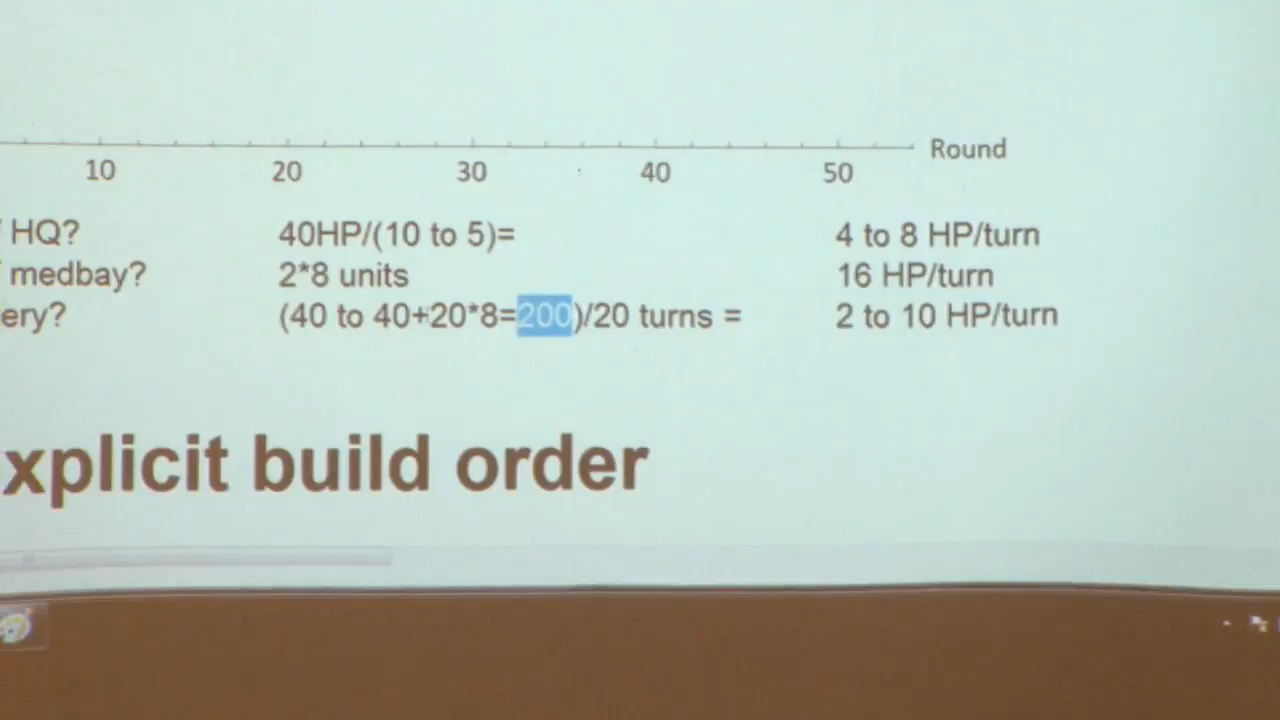 Round
10 20 30 40 50
HQ? 40HP/(10 to 5)= 4 to 8 HP/turn
medbay? 2*8 units 16 HP/turn
ery? (40 to 40+20*8=200)/20 turns = 2 to 10 HP/turn
xplicit build order